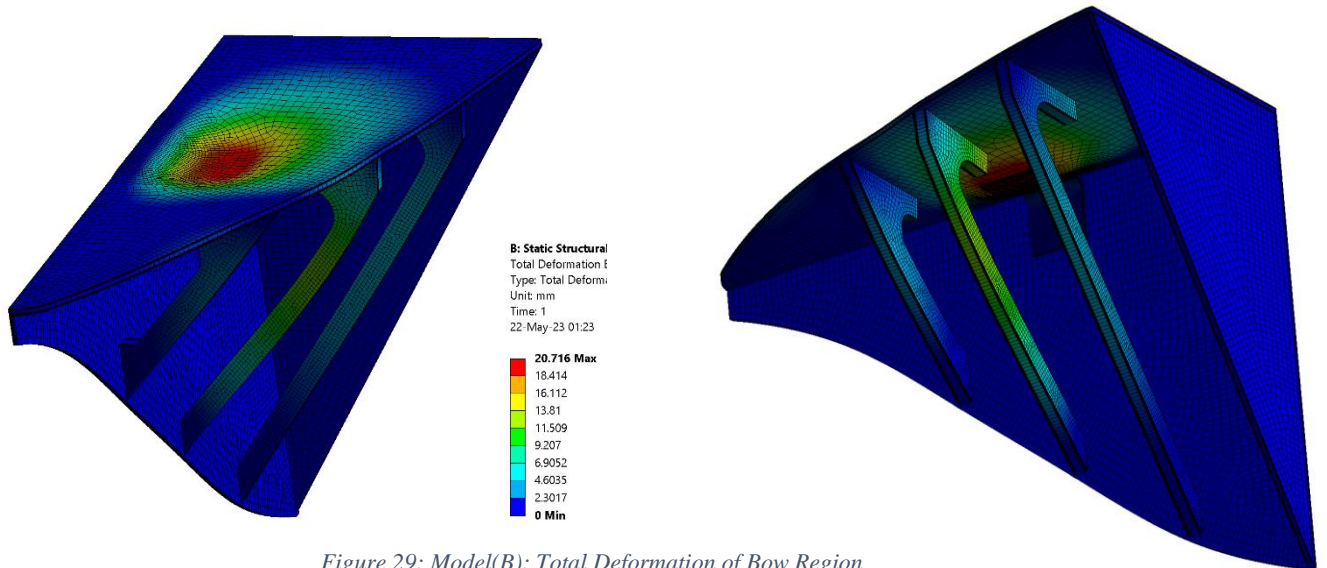 B: Static Structural
Total Deformation
Type: Total Deforma
Unit: mm
Time: 1
22-May-23 01:23
20.716 Max
18.414
16.112
13.81
11.509
9.207
6.9052
4.6035
2.3017
0 Min
Figure 29: Model(B): Total Deformation of Bow Region